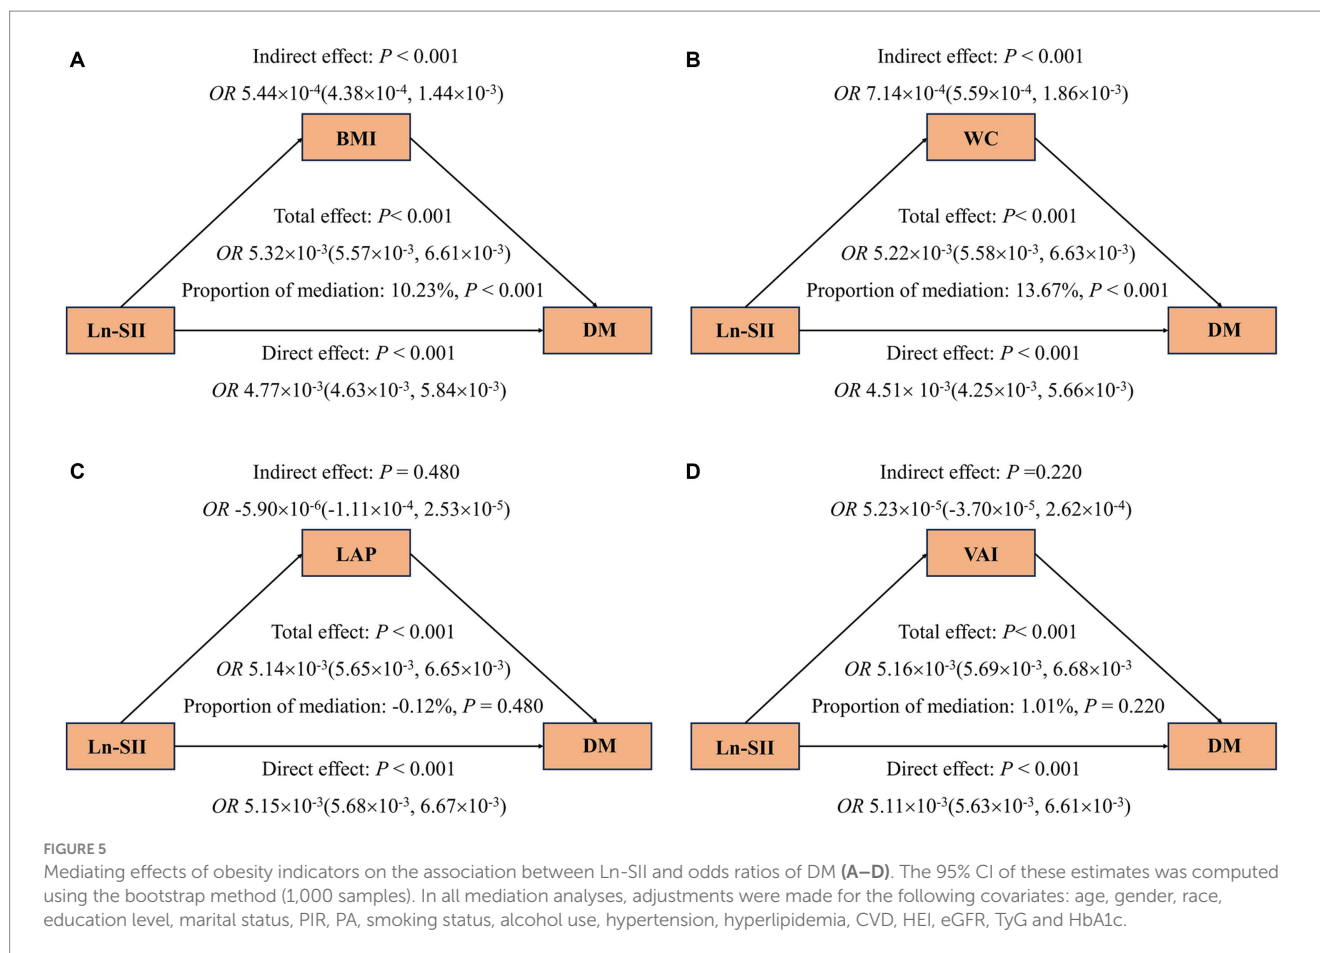 A
Indirect effect: P < 0.001
OR 5.44×10-4(4.38×10-4, 1.44×10-3)
BMI
Total effect: P< 0.001
OR 5.32×10-3(5.57×10-3, 6.61×10-3)
Proportion of mediation: 10.23%, P < 0.001
Ln-SII
DM
Direct effect: P < 0.001
OR 4.77×10-3(4.63×10-3, 5.84×10-3)
B
Indirect effect: P < 0.001
OR 7.14×10-4(5.59×10-4, 1.86×10-3)
WC
Total effect: P< 0.001
OR 5.22×10-3(5.58×10-3, 6.63×10-3)
Proportion of mediation: 13.67%, P < 0.001
Ln-SII
DM
Direct effect: P < 0.001
OR 4.51× 10-3(4.25×10-3, 5.66×10-3)
C
Indirect effect: P = 0.480
OR -5.90×10-6(-1.11×10-4, 2.53×10-5)
LAP
Total effect: P < 0.001
OR 5.14×10-3(5.65×10-3, 6.65×10-3)
Proportion of mediation: -0.12%, P = 0.480
Ln-SII
DM
Direct effect: P < 0.001
OR 5.15×10-3(5.68×10-3, 6.67×10-3)
D
Indirect effect: P =0.220
OR 5.23×10-5(-3.70×10-5, 2.62×10-4)
VAI
Total effect: P< 0.001
OR 5.16×10-3(5.69×10-3, 6.68×10-3
Proportion of mediation: 1.01%, P = 0.220
Ln-SII
DM
Direct effect: P < 0.001
OR 5.11×10-3(5.63×10-3, 6.61×10-3)
FIGURE 5
Mediating effects of obesity indicators on the association between Ln-SII and odds ratios of DM (A–D). The 95% CI of these estimates was computed
using the bootstrap method (1,000 samples). In all mediation analyses, adjustments were made for the following covariates: age, gender, race,
education level, marital status, PIR, PA, smoking status, alcohol use, hypertension, hyperlipidemia, CVD, HEI, eGFR, TyG and HbA1c.